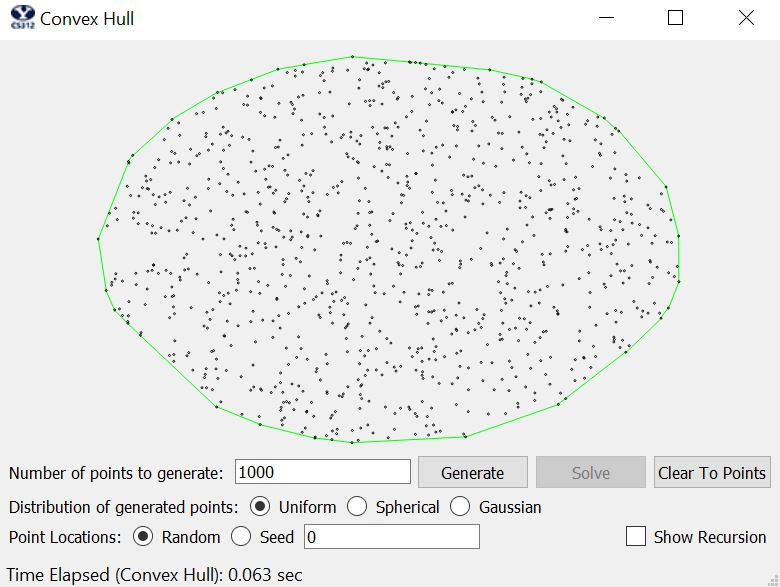 CS312 Convex Hull
Number of points to generate: 1000 Generate Solve Clear To Points
Distribution of generated points: Uniform Spherical Gaussian
Point Locations: Random Seed 0 Show Recursion
Time Elapsed (Convex Hull): 0.063 sec